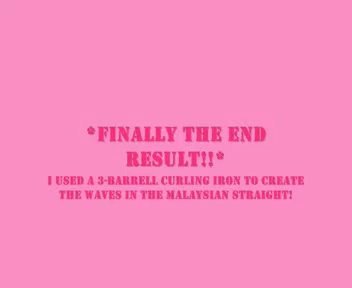 *FINALLY THE END
RESULT!!*
I USED A 3-BARRELL CURLING IRON TO CREATE
THE WAVES IN THE MALAYSIAN STRAIGHT!